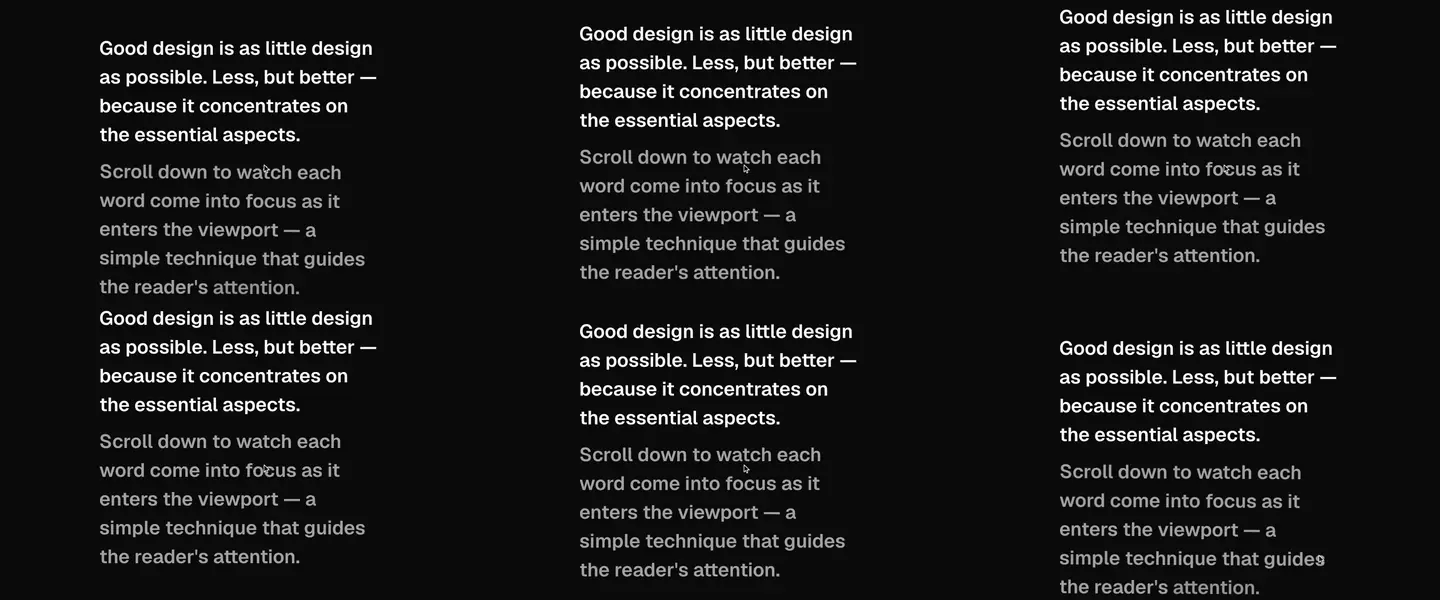 Good design is as little design
as possible. Less, but better —
because it concentrates on
the essential aspects.
Scroll down to watch each
word come into focus as it
enters the viewport — a
simple technique that guides
the reader's attention.
Good design is as little design
as possible. Less, but better —
because it concentrates on
the essential aspects.
Scroll down to watch each
word come into focus as it
enters the viewport — a
simple technique that guides
the reader's attention.
Good design is as little design
as possible. Less, but better —
because it concentrates on
the essential aspects.
Scroll down to watch each
word come into focus as it
enters the viewport — a
simple technique that guides
the reader's attention.
Good design is as little design
as possible. Less, but better —
because it concentrates on
the essential aspects.
Scroll down to watch each
word come into focus as it
enters the viewport — a
simple technique that guides
the reader's attention.
Good design is as little design
as possible. Less, but better —
because it concentrates on
the essential aspects.
Scroll down to watch each
word come into focus as it
enters the viewport — a
simple technique that guides
the reader's attention.
Good design is as little design
as possible. Less, but better —
because it concentrates on
the essential aspects.
Scroll down to watch each
word come into focus as it
enters the viewport — a
simple technique that guides
the reader's attention.